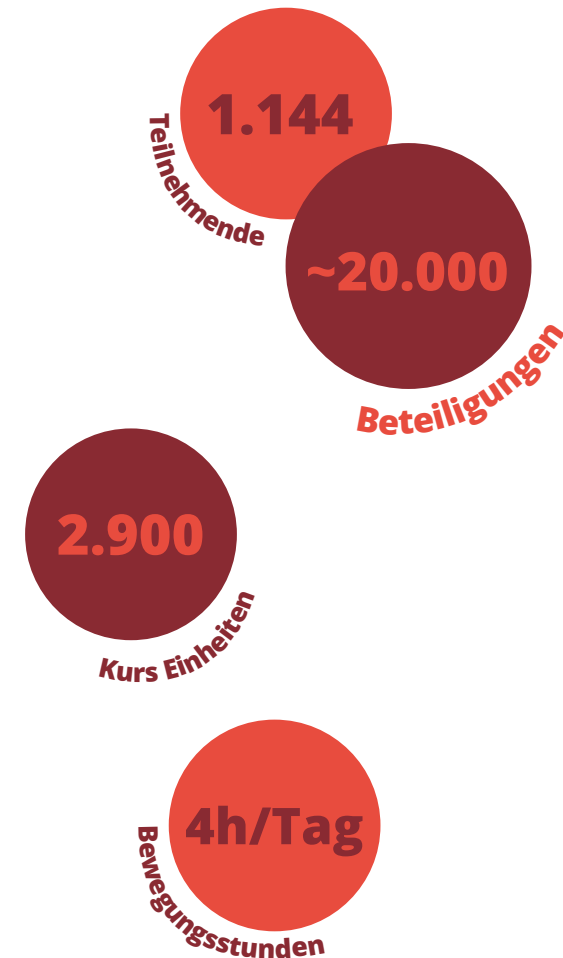 1.144
Teilnehmende
~20.000
Beteiligungen
2.900
Kurs Einheiten
4h/Tag
Bewegungsstunden